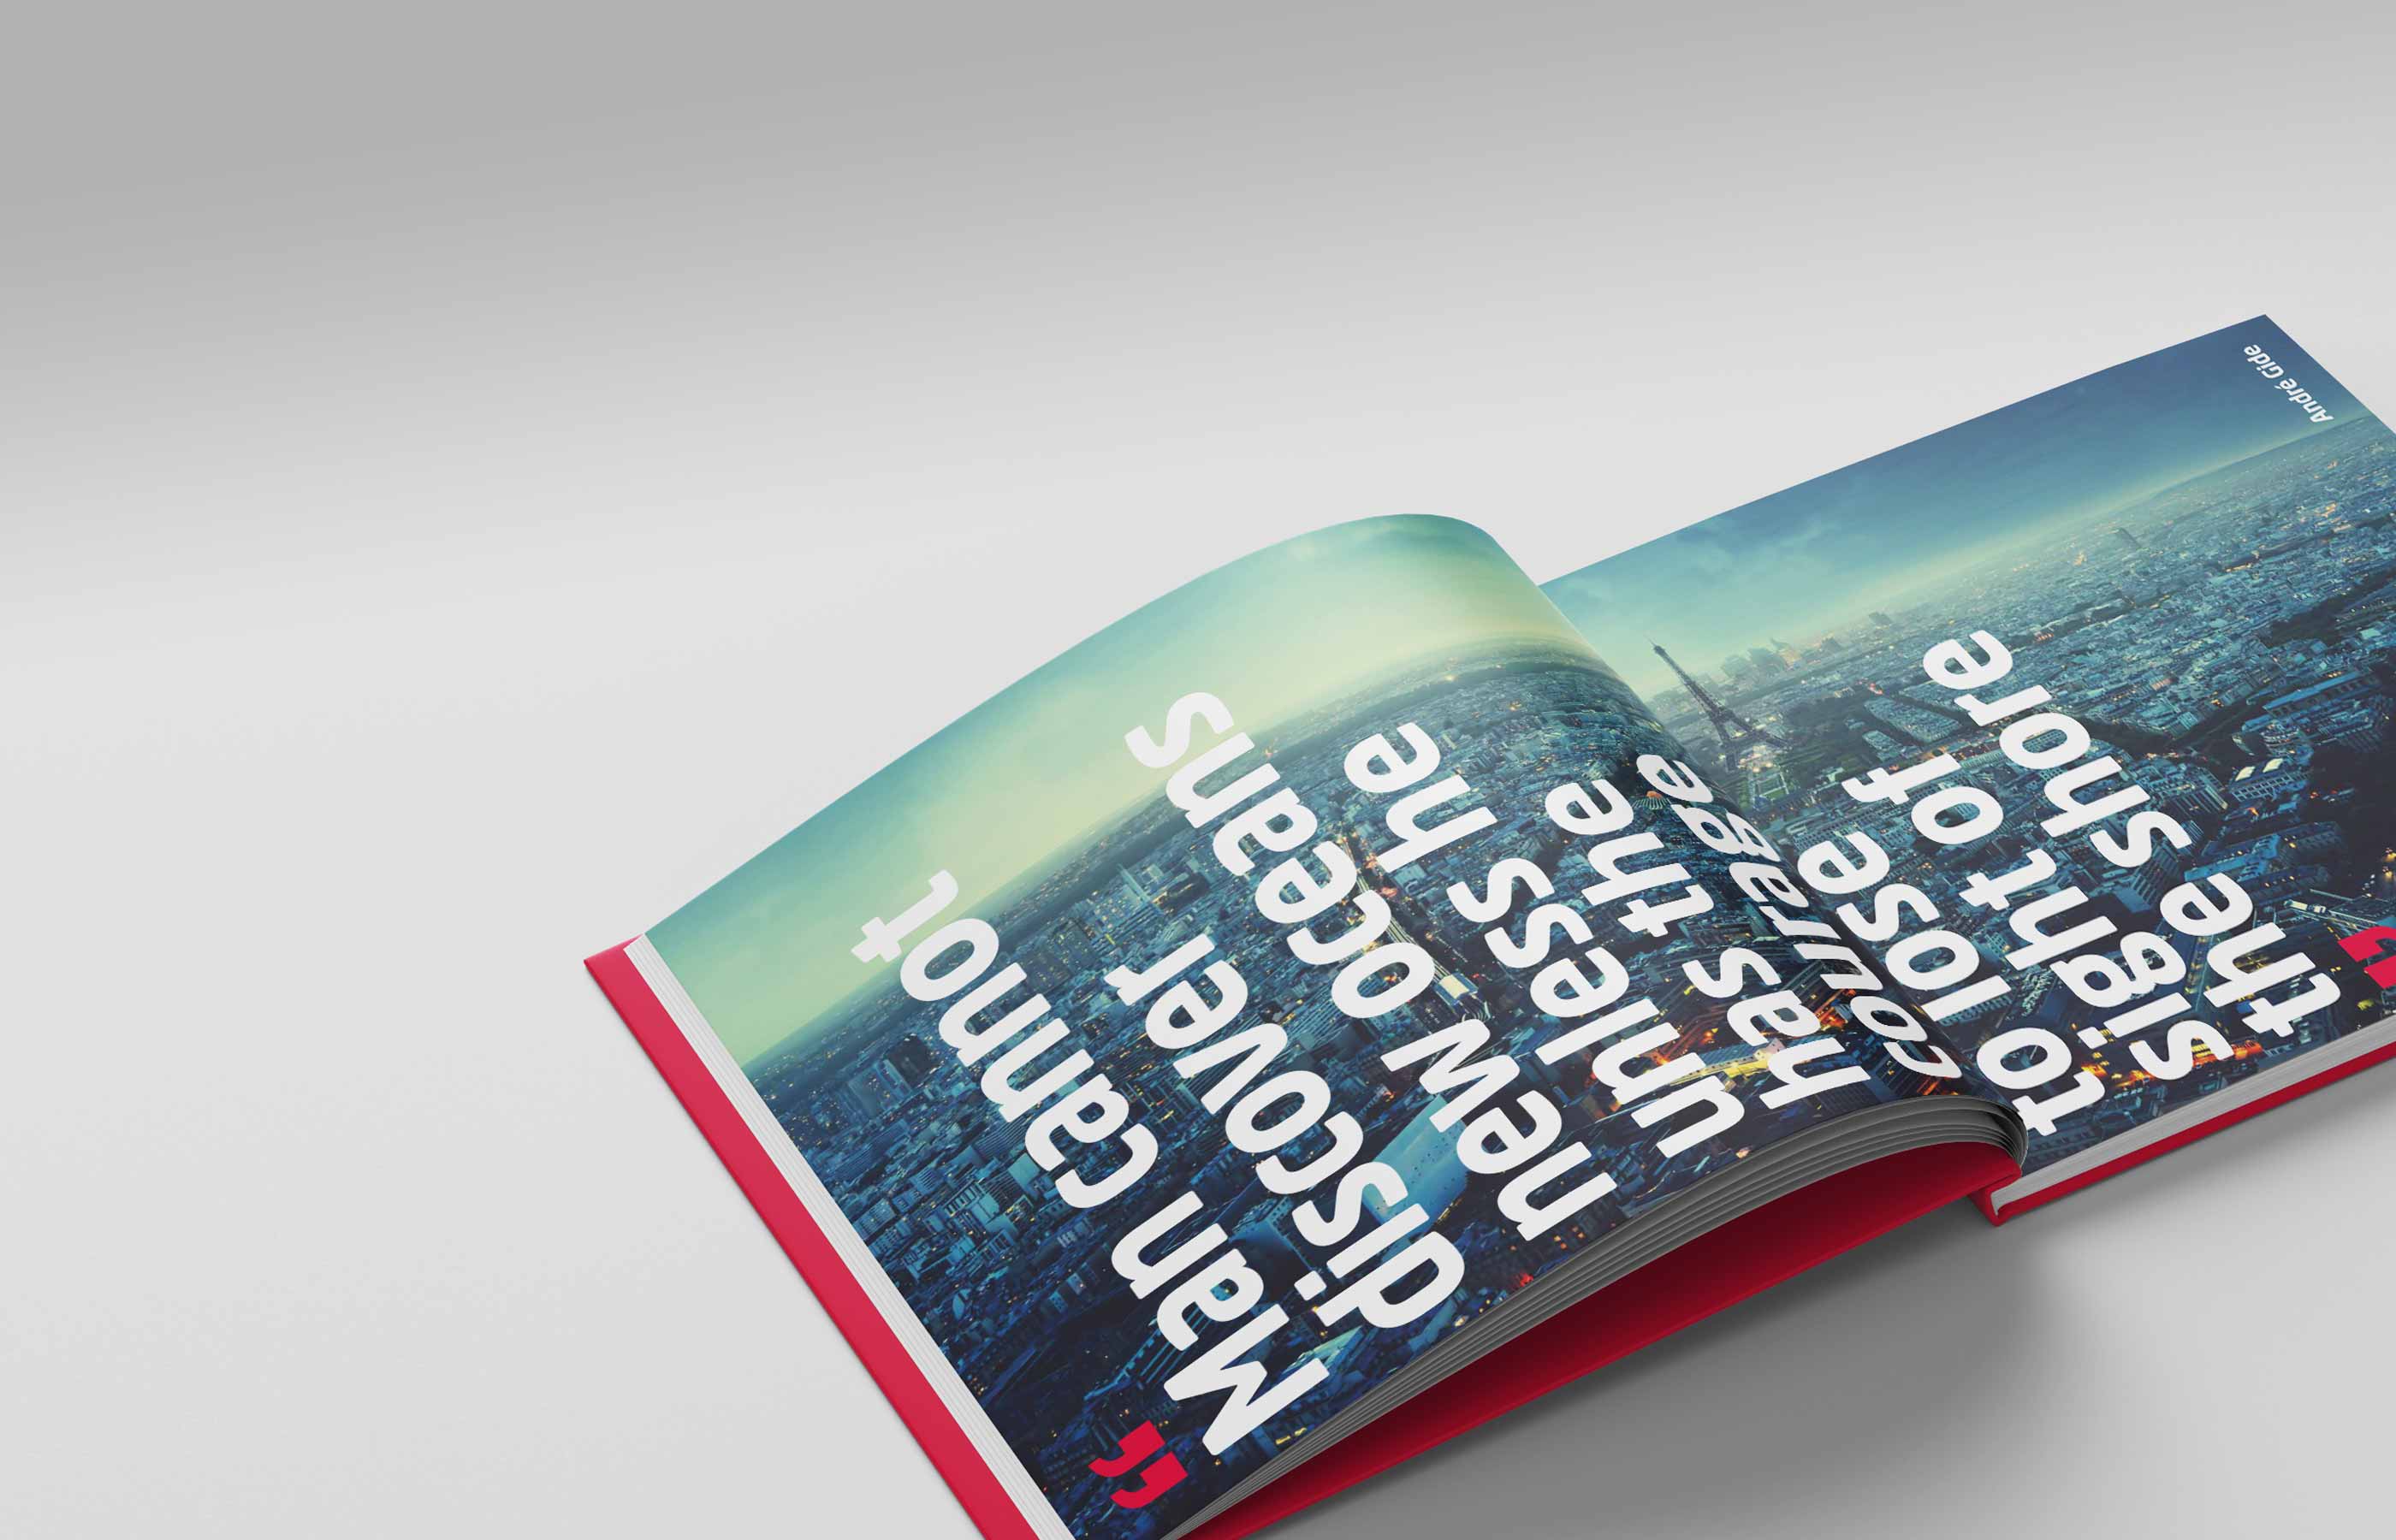 "
Man cannot
discover
new oceans
unless he
has the
courage
to lose
sight of
the shore
"
André Gide